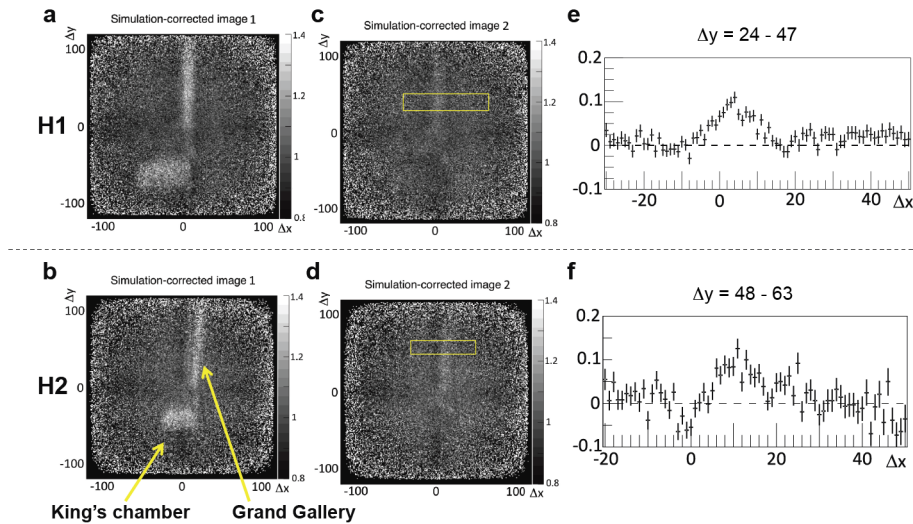 a
Simulation-corrected image 1
Δy
100
0
-100
H1
-100 0 100 Δx
1.4
1.2
1
0.8
c
Simulation-corrected image 2
Δy
100
0
-100
-100 0 100 Δx
1.4
1.2
1
0.8
e
Δy = 24 - 47
0.2
0.1
0
-0.1
-20 0 20 40 Δx
b
Simulation-corrected image 1
Δy
100
0
-100
H2
-100 0 100 Δx
1.4
1.2
1
0.8
King's chamber Grand Gallery
d
Simulation-corrected image 2
Δy
100
0
-100
-100 0 100 Δx
1.4
1.2
1
0.8
f
Δy = 48 - 63
0.2
0.1
0
-0.1
-20 0 20 40 Δx